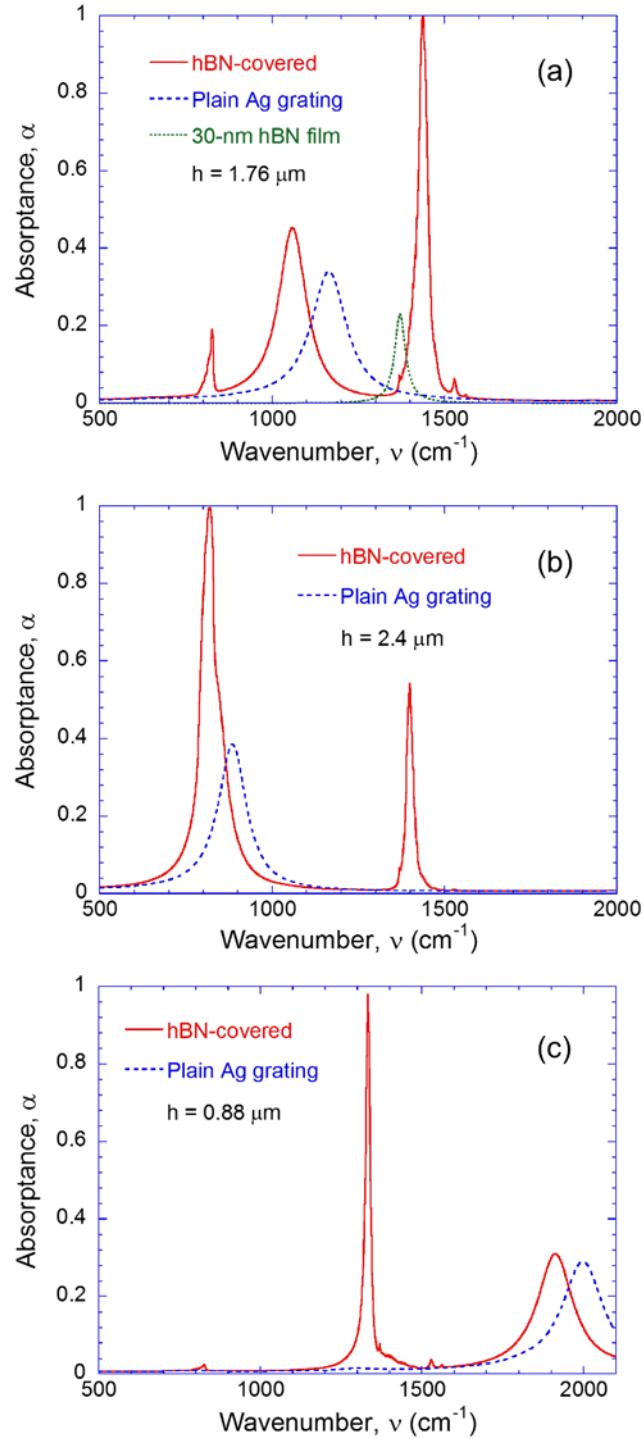 (a)
hBN-covered
Plain Ag grating
30-nm hBN film
h = 1.76 μm
Absorptance, α
1
0.8
0.6
0.4
0.2
0
500
1000
1500
2000
Wavenumber, ν (cm⁻¹)
(b)
hBN-covered
Plain Ag grating
h = 2.4 μm
Absorptance, α
1
0.8
0.6
0.4
0.2
0
500
1000
1500
2000
Wavenumber, ν (cm⁻¹)
(c)
hBN-covered
Plain Ag grating
h = 0.88 μm
Absorptance, α
1
0.8
0.6
0.4
0.2
0
500
1000
1500
2000
Wavenumber, ν (cm⁻¹)